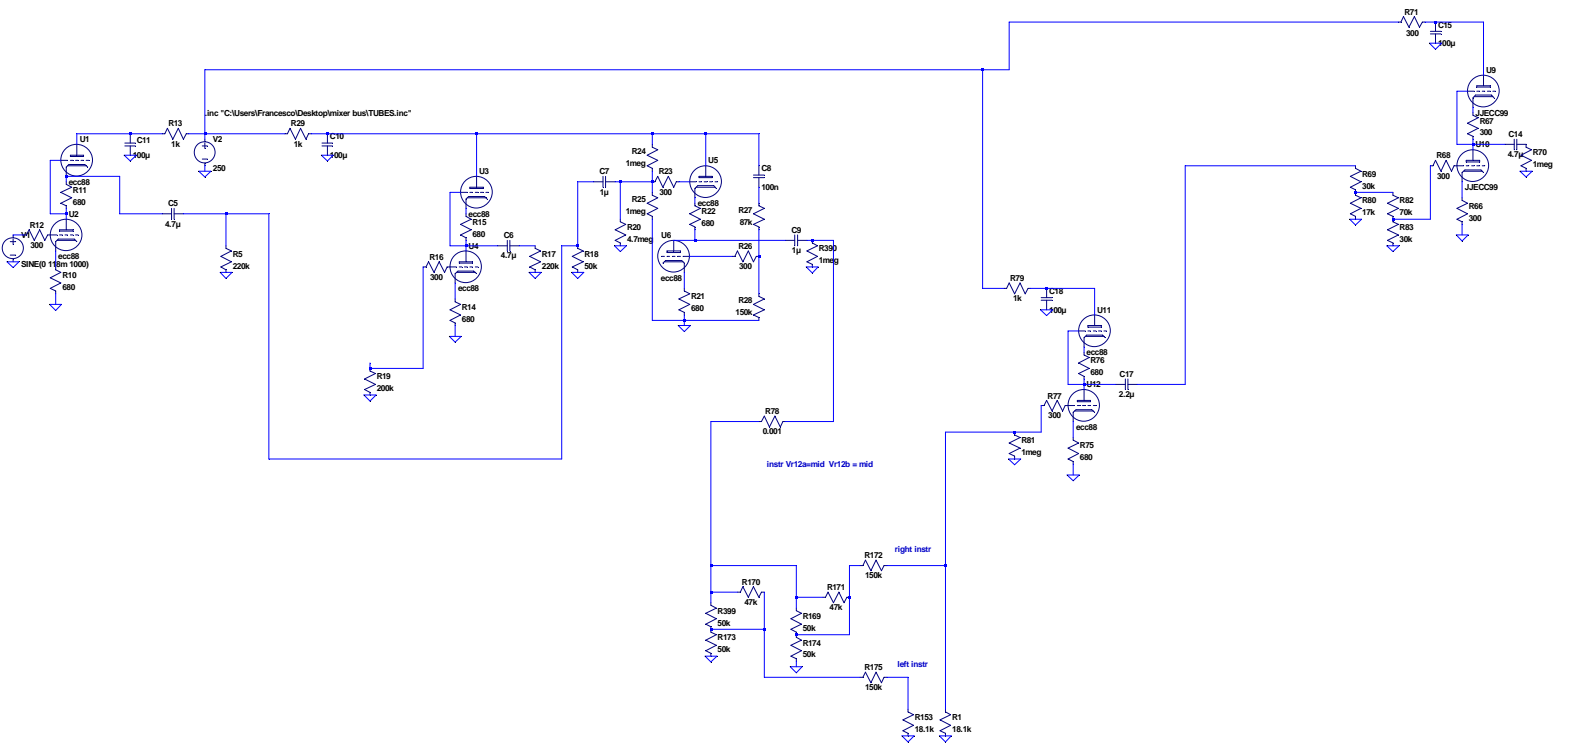 R71
300
C15
100µ
U9
JJECC99
R67
300
C14
4.7µ
R70
1meg
U10
JJECC99
R68
300
R66
300
.inc "C:\Users\Francesco\Desktop\mixer bus\TUBES.inc"
R13
1k
V2
250
R29
1k
C11
100µ
C10
100µ
U1
ecc88
R11
680
U2
ecc88
R12
300
V1
SINE(0 118m 1000)
R10
680
C5
4.7µ
R5
220k
U3
ecc88
R15
680
U4
ecc88
R16
300
R14
680
C6
4.7µ
R17
220k
R18
50k
R19
200k
C7
1µ
R20
4.7meg
R24
1meg
R23
300
R25
1meg
U5
ecc88
R22
680
U6
ecc88
R21
680
C8
100n
R27
87k
R26
300
R28
150k
C9
1µ
R390
1meg
R69
30k
R80
17k
R82
70k
R83
30k
R79
1k
C18
100µ
U11
ecc88
R76
680
U12
ecc88
C17
2.2µ
R77
300
R81
1meg
R75
680
R78
0.001
instr Vr12a=mid Vr12b = mid
right instr
R172
150k
R170
47k
R171
47k
R399
50k
R173
50k
R169
50k
R174
50k
left instr
R175
150k
R153
18.1k
R1
18.1k